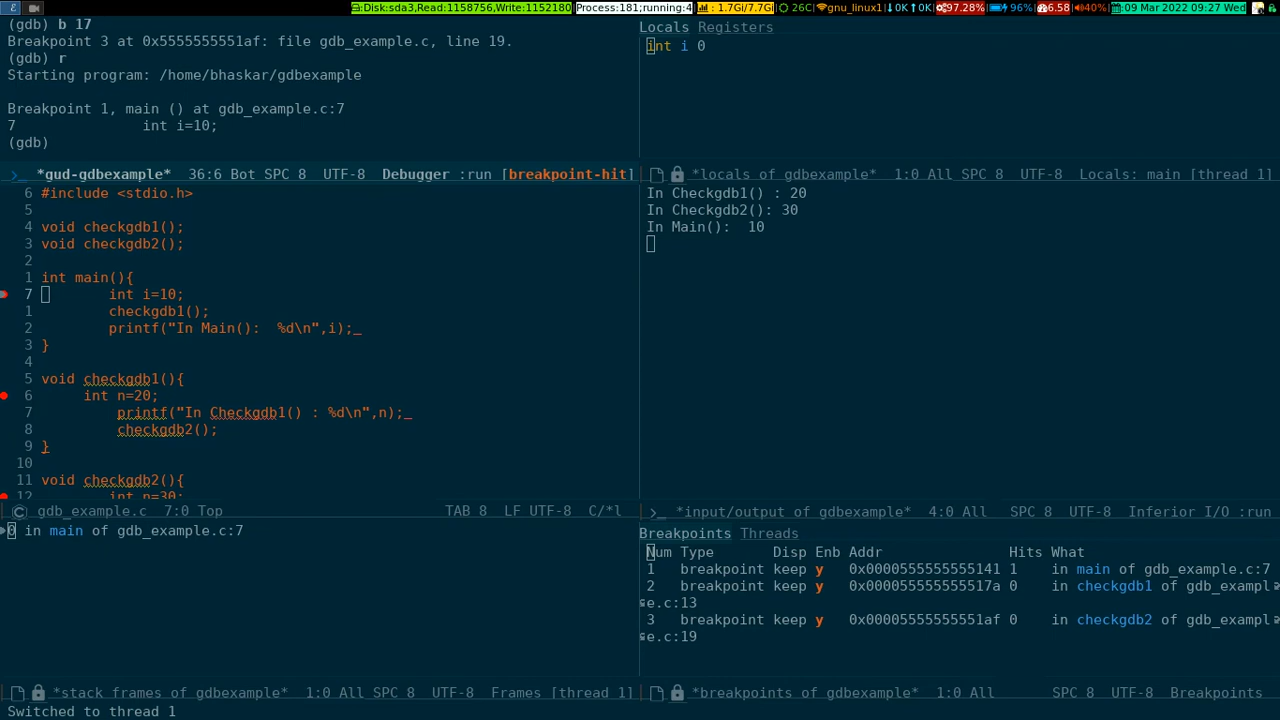 Disk:sda3,Read:1158756,Write:1152180 Process:181;running:4 : 1.7Gi/7.7Gi 26C gnu_linux1 0K 0K 97.28% 96% 6.58 40% 09 Mar 2022 09:27 Wed
(gdb) b 17
Breakpoint 3 at 0x5555555551af: file gdb_example.c, line 19.
(gdb) r
Starting program: /home/bhaskar/gdbexample
Breakpoint 1, main () at gdb_example.c:7
7 int i=10;
(gdb)
*gud-gdbexample* 36:6 Bot SPC 8 UTF-8 Debugger :run [breakpoint-hit]
Locals Registers
int i 0
*locals of gdbexample* 1:0 All SPC 8 UTF-8 Locals: main [thread 1]
6 #include <stdio.h>
5
4 void checkgdb1();
3 void checkgdb2();
2
1 int main(){
7 int i=10;
1 checkgdb1();
2 printf("In Main():  %d\n",i);_
3 }
4
5 void checkgdb1(){
6 int n=20;
7 printf("In Checkgdb1() : %d\n",n);_
8 checkgdb2();
9 }
10
11 void checkgdb2(){
12 int n=30;
gdb_example.c 7:0 Top TAB 8 LF UTF-8 C/*l
In Checkgdb1() : 20
In Checkgdb2(): 30
In Main():  10
*input/output of gdbexample* 4:0 All SPC 8 UTF-8 Inferior I/O :run
0 in main of gdb_example.c:7
*stack frames of gdbexample* 1:0 All SPC 8 UTF-8 Frames [thread 1]
Breakpoints Threads
Num Type Disp Enb Addr Hits What
1 breakpoint keep y 0x0000555555555141 1 in main of gdb_example.c:7
2 breakpoint keep y 0x000055555555517a 0 in checkgdb1 of gdb_exampl
e.c:13
3 breakpoint keep y 0x00005555555551af 0 in checkgdb2 of gdb_exampl
e.c:19
*breakpoints of gdbexample* 1:0 All SPC 8 UTF-8 Breakpoints
Switched to thread 1